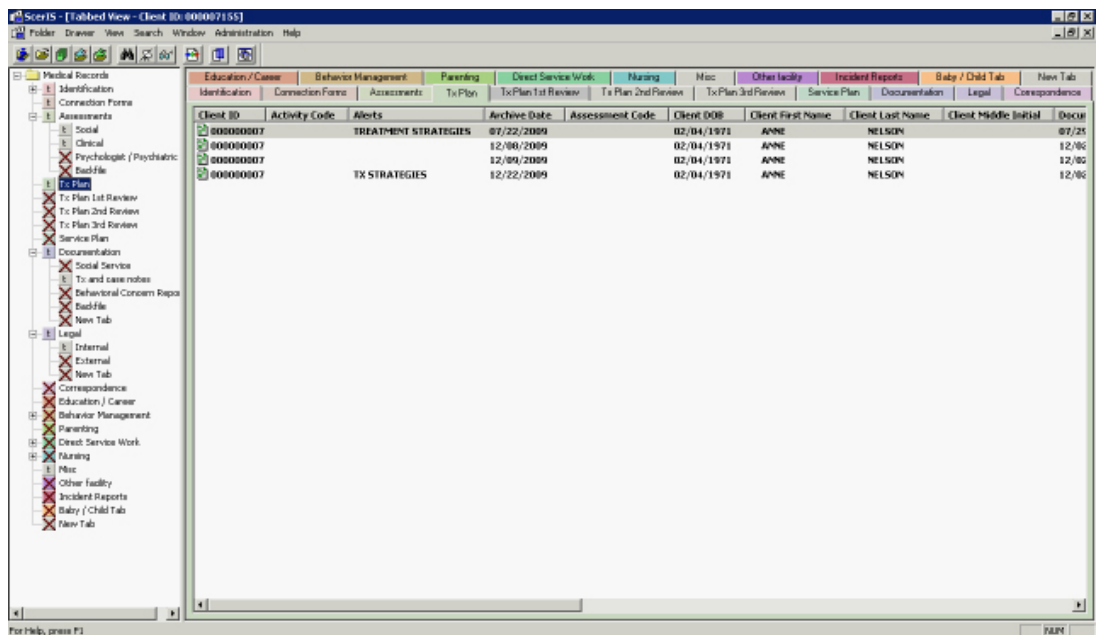 ScerIS - [Tabbed View - Client ID: 000007155]
Folder Drawer View Search Window Administration Help
Medical Records
Identification
Connection Forms
Assessments
Social
Clinical
Psychologist / Psychiatric
Backfile
Tx Plan
Tx Plan 1st Review
Tx Plan 2nd Review
Tx Plan 3rd Review
Service Plan
Documentation
Social Service
Tx and case notes
Behavioral Concern Repo
Backfile
New Tab
Legal
Internal
External
New Tab
Correspondence
Education / Career
Behavior Management
Parenting
Direct Service Work
Nursing
Misc
Other facility
Incident Reports
Baby / Child Tab
New Tab
Education / Career Behavior Management Parenting Direct Service Work Nursing Misc Other facility Incident Reports Baby / Child Tab New Tab
Identification Connection Forms Assessments Tx Plan Tx Plan 1st Review Tx Plan 2nd Review Tx Plan 3rd Review Service Plan Documentation Legal Correspondence
Client ID Activity Code Alerts Archive Date Assessment Code Client DOB Client First Name Client Last Name Client Middle Initial Docum
000000007 TREATMENT STRATEGIES 07/22/2009 02/04/1971 ANNE NELSON 07/29
000000007 12/08/2009 02/04/1971 ANNE NELSON 12/08
000000007 12/09/2009 02/04/1971 ANNE NELSON
000000007 TX STRATEGIES 12/22/2009 02/04/1971 ANNE NELSON
For Help, press F1
NUM